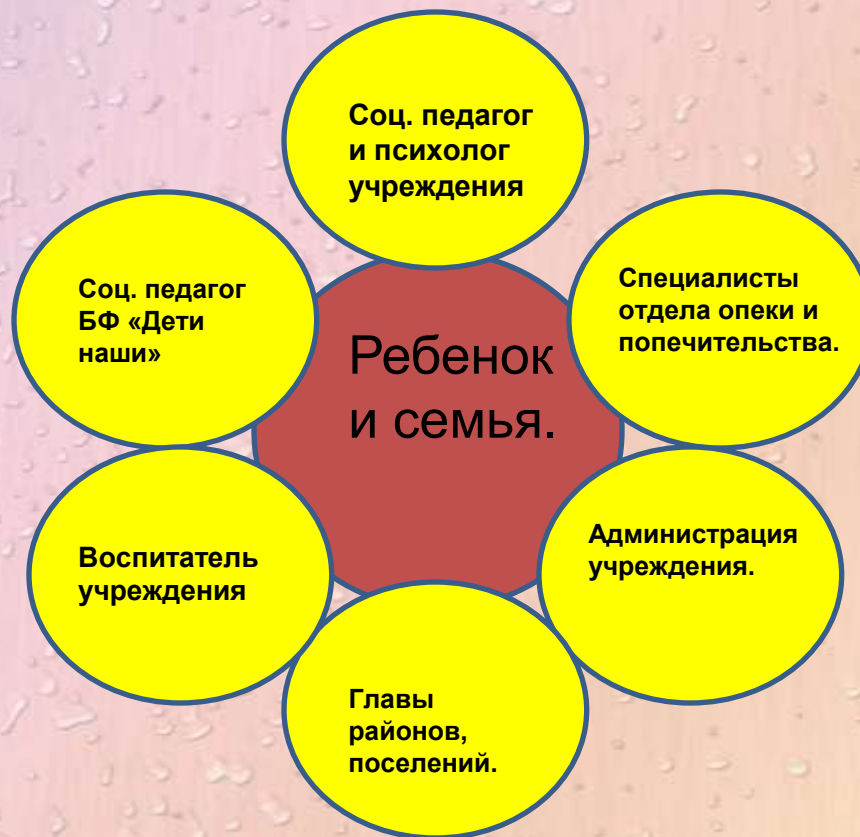 Соц. педагог
и психолог
учреждения
Соц. педагог
БФ «Дети
наши»
Специалисты
отдела опеки и
попечительства.
Ребенок
и семья.
Воспитатель
учреждения
Администрация
учреждения.
Главы
районов,
поселений.